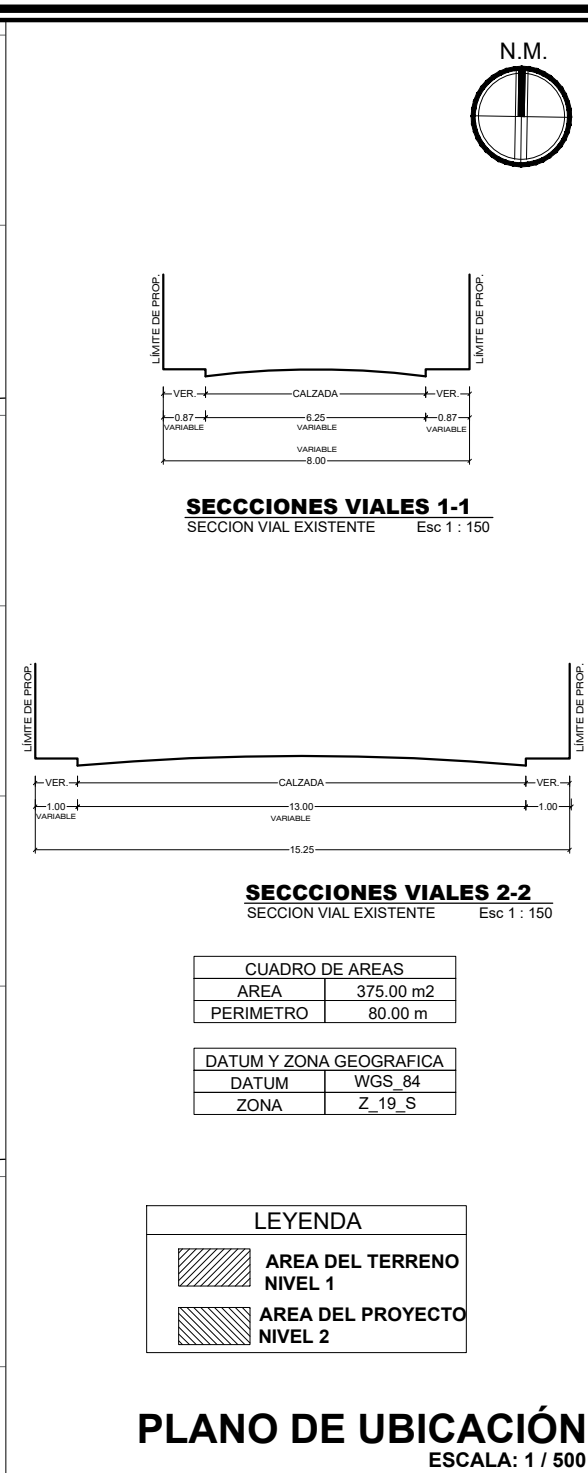 N.M.
LÍMITE DE PROP.
LÍMITE DE PROP.
VER. CALZADA VER.
0.87 6.25 0.87
VARIABLE VARIABLE VARIABLE
VARIABLE
8.00
SECCCIONES VIALES 1-1
SECCION VIAL EXISTENTE Esc 1 : 150
LÍMITE DE PROP.
LÍMITE DE PROP.
VER. CALZADA VER.
1.00 13.00 1.00
VARIABLE VARIABLE
15.25
SECCCIONES VIALES 2-2
SECCION VIAL EXISTENTE Esc 1 : 150
CUADRO DE AREAS
AREA 375.00 m2
PERIMETRO 80.00 m
DATUM Y ZONA GEOGRAFICA
DATUM WGS_84
ZONA Z_19_S
LEYENDA
AREA DEL TERRENO
NIVEL 1
AREA DEL PROYECTO
NIVEL 2
PLANO DE UBICACIÓN
ESCALA: 1 / 500